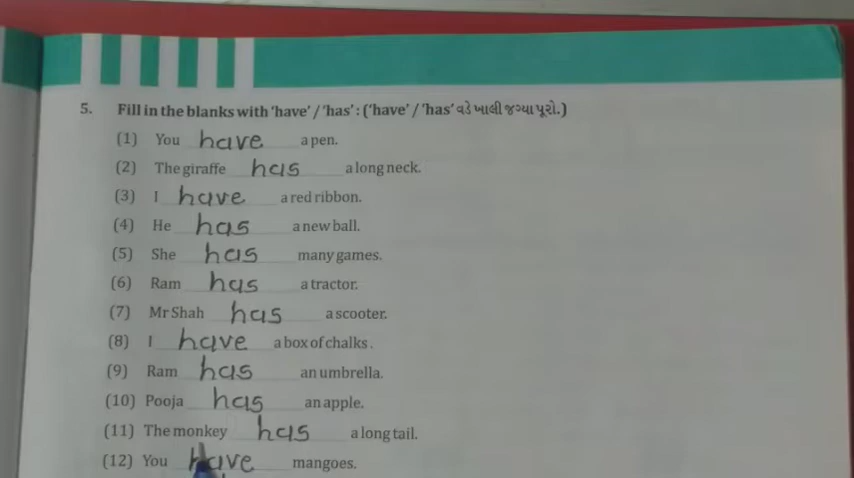 5. Fill in the blanks with 'have' / 'has' : ('have' / 'has' વડે ખાલી જગ્યા પૂરો.)
(1) You have a pen.
(2) The giraffe has a long neck.
(3) I have a red ribbon.
(4) He has a new ball.
(5) She has many games.
(6) Ram has a tractor.
(7) Mr Shah has a scooter.
(8) I have a box of chalks.
(9) Ram has an umbrella.
(10) Pooja has an apple.
(11) The monkey has a long tail.
(12) You have mangoes.